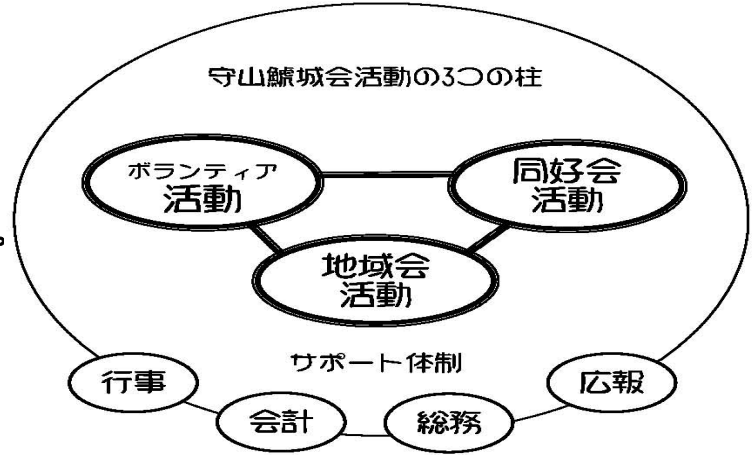 守山鯱城会活動の3つの柱
ボランティア
活動
同好会
活動
地域会
活動
サポート体制
行事
会計
総務
広報